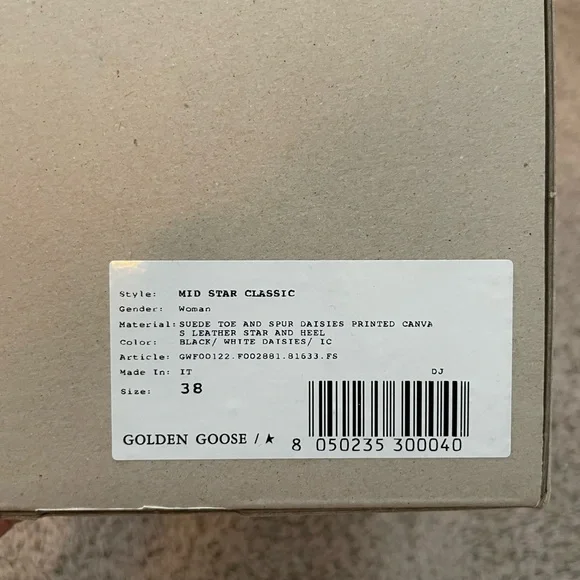 Style: MID STAR CLASSIC
Gender: Woman
Material: SUEDE TOE AND SPUR DAISIES PRINTED CANVA
S LEATHER STAR AND HEEL
Color: BLACK/ WHITE DAISIES/ IC
Article: GWF00122.F002881.81633.FS
Made In: IT
DJ
Size: 38
GOLDEN GOOSE / ★
8 050235 300040